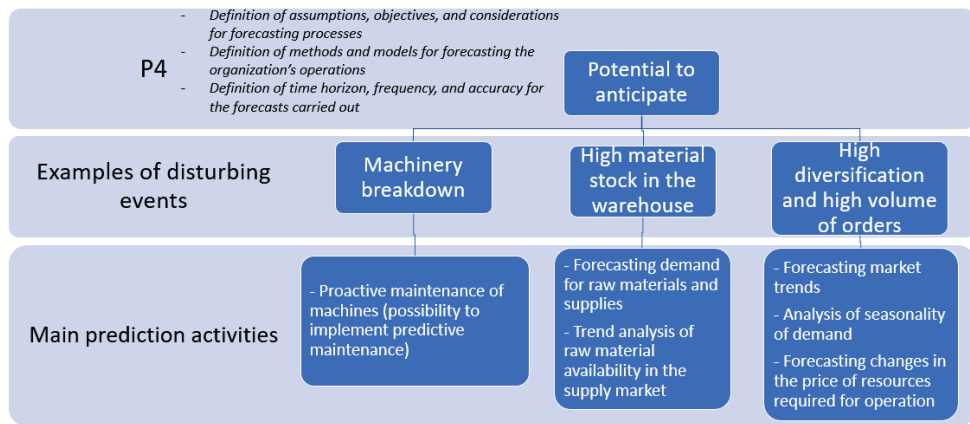 P4
- Definition of assumptions, objectives, and considerations
for forecasting processes
- Definition of methods and models for forecasting the
organization's operations
- Definition of time horizon, frequency, and accuracy for
the forecasts carried out
Potential to
anticipate
Examples of disturbing
events
Machinery
breakdown
High material
stock in the
warehouse
High
diversification
and high volume
of orders
Main prediction activities
- Proactive maintenance of
machines (possibility to
implement predictive
maintenance)
- Forecasting demand
for raw materials and
supplies
- Trend analysis of
raw material
availability in the
supply market
- Forecasting market
trends
- Analysis of seasonality
of demand
- Forecasting changes in
the price of resources
required for operation